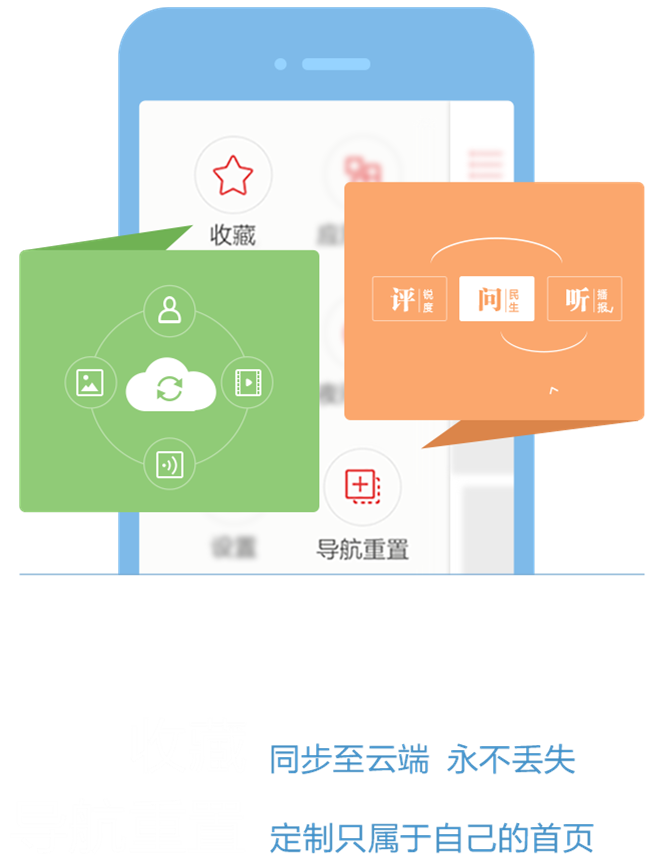 收藏
评 锐度
问 民生
听 播报
设置
导航重置
同步至云端 永不丢失
定制只属于自己的首页